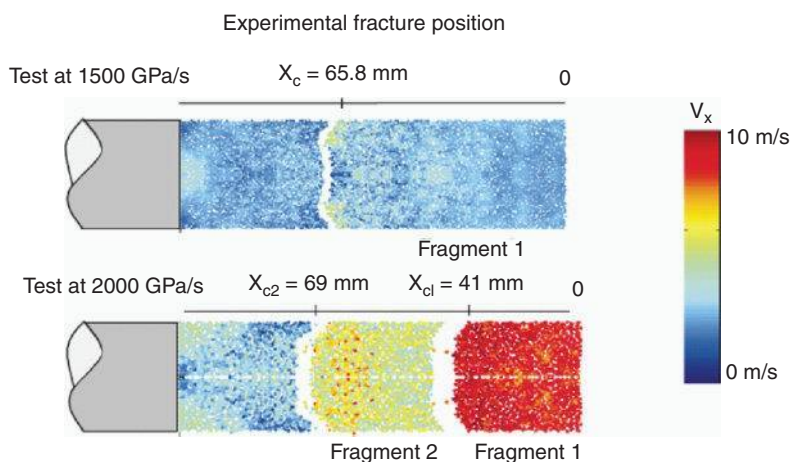 Experimental fracture position
Test at 1500 GPa/s
X_c = 65.8 mm
0
V_x
10 m/s
0 m/s
Fragment 1
Test at 2000 GPa/s
X_c2 = 69 mm
X_cl = 41 mm
0
Fragment 2
Fragment 1